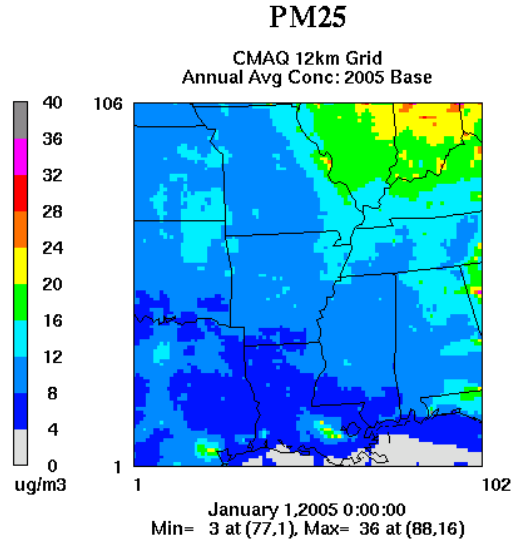 PM25
CMAQ 12km Grid
Annual Avg Conc: 2005 Base
40
36
32
28
24
20
16
12
8
4
0
ug/m3
106
1
1
102
January 1,2005 0:00:00
Min= 3 at (77,1), Max= 36 at (88,16)